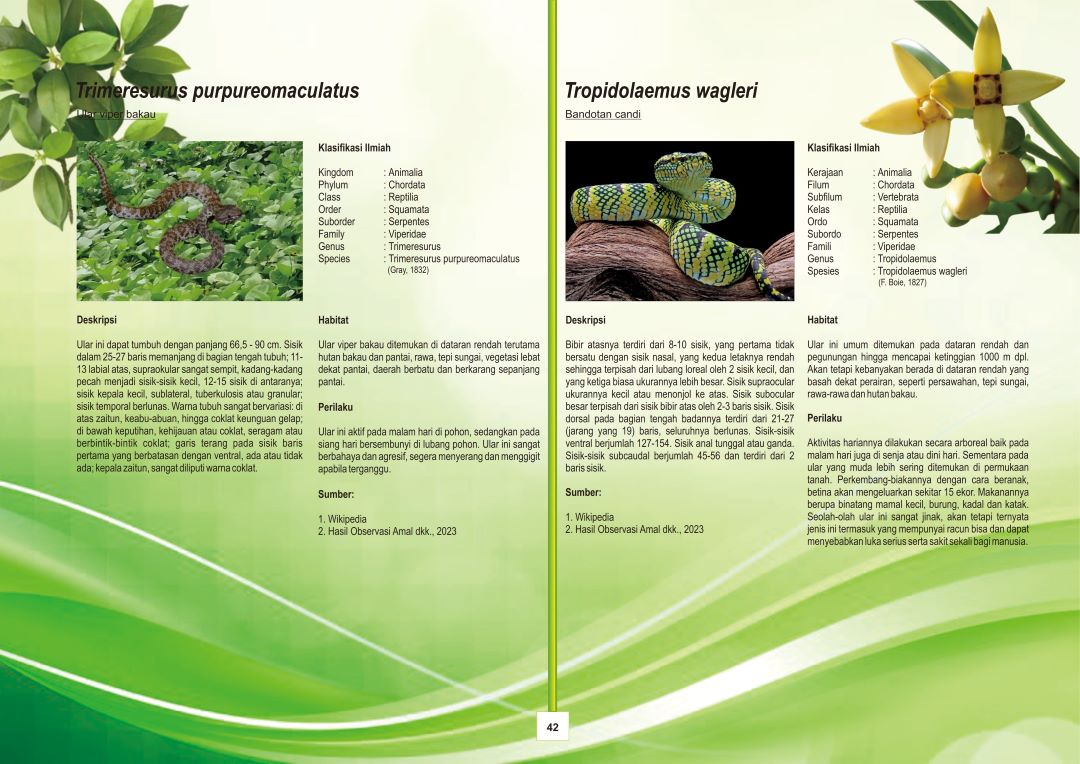 Trimeresurus purpureomaculatus
Ular viper bakau
Klasifikasi Ilmiah
Kingdom : Animalia
Phylum : Chordata
Class : Reptilia
Order : Squamata
Suborder : Serpentes
Family : Viperidae
Genus : Trimeresurus
Species : Trimeresurus purpureomaculatus
(Gray, 1832)
Deskripsi
Ular ini dapat tumbuh dengan panjang 66,5 - 90 cm. Sisik
dalam 25-27 baris memanjang di bagian tengah tubuh; 11-
13 labial atas, supraokular sangat sempit, kadang-kadang
pecah menjadi sisik-sisik kecil, 12-15 sisik di antaranya;
sisik kepala kecil, sublateral, tuberkulosis atau granular;
sisik temporal berlunas. Warna tubuh sangat bervariasi: di
atas zaitun, keabu-abuan, hingga coklat keunguan gelap;
di bawah keputihan, kehijauan atau coklat, seragam atau
berbintik-bintik coklat; garis terang pada sisik baris
pertama yang berbatasan dengan ventral, ada atau tidak
ada; kepala zaitun, sangat diliputi warna coklat.
Habitat
Ular viper bakau ditemukan di dataran rendah terutama
hutan bakau dan pantai, rawa, tepi sungai, vegetasi lebat
dekat pantai, daerah berbatu dan berkarang sepanjang
pantai.
Perilaku
Ular ini aktif pada malam hari di pohon, sedangkan pada
siang hari bersembunyi di lubang pohon. Ular ini sangat
berbahaya dan agresif, segera menyerang dan menggigit
apabila terganggu.
Sumber:
1. Wikipedia
2. Hasil Observasi Amal dkk., 2023
Tropidolaemus wagleri
Bandotan candi
Klasifikasi Ilmiah
Kerajaan : Animalia
Filum : Chordata
Subfilum : Vertebrata
Kelas : Reptilia
Ordo : Squamata
Subordo : Serpentes
Famili : Viperidae
Genus : Tropidolaemus
Spesies : Tropidolaemus wagleri
(F. Boie, 1827)
Deskripsi
Bibir atasnya terdiri dari 8-10 sisik, yang pertama tidak
bersatu dengan sisik nasal, yang kedua letaknya rendah
sehingga terpisah dari lubang loreal oleh 2 sisik kecil, dan
yang ketiga biasa ukurannya lebih besar. Sisik supraocular
ukurannya kecil atau menonjol ke atas. Sisik subocular
besar terpisah dari sisik bibir atas oleh 2-3 baris sisik. Sisik
dorsal pada bagian tengah badannya terdiri dari 21-27
(jarang yang 19) baris, seluruhnya berlunas. Sisik-sisik
ventral berjumlah 127-154. Sisik anal tunggal atau ganda.
Sisik-sisik subcaudal berjumlah 45-56 dan terdiri dari 2
baris sisik.
Sumber:
1. Wikipedia
2. Hasil Observasi Amal dkk., 2023
Habitat
Ular ini umum ditemukan pada dataran rendah dan
pegunungan hingga mencapai ketinggian 1000 m dpl.
Akan tetapi kebanyakan berada di dataran rendah yang
basah dekat perairan, seperti persawahan, tepi sungai,
rawa-rawa dan hutan bakau.
Perilaku
Aktivitas hariannya dilakukan secara arboreal baik pada
malam hari juga di senja atau dini hari. Sementara pada
ular yang muda lebih sering ditemukan di permukaan
tanah. Perkembang-biakannya dengan cara beranak,
betina akan mengeluarkan sekitar 15 ekor. Makanannya
berupa binatang mamal kecil, burung, kadal dan katak.
Seolah-olah ular ini sangat jinak, akan tetapi ternyata
jenis ini termasuk yang mempunyai racun bisa dan dapat
menyebabkan luka serius serta sakit sekali bagi manusia.
42